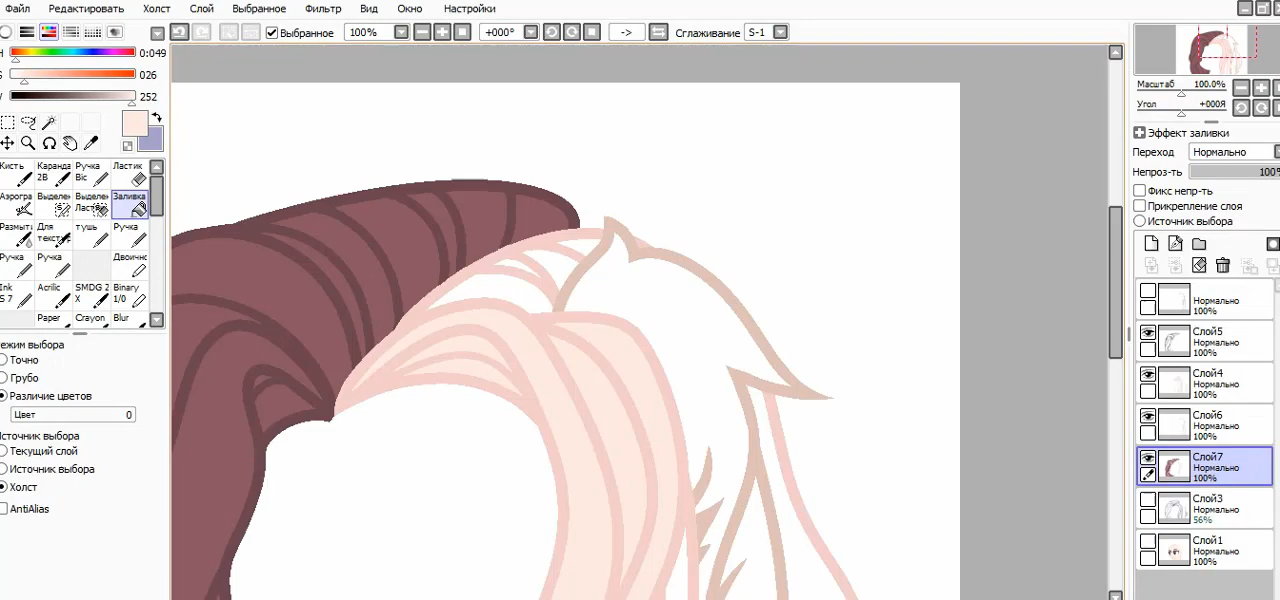 Файл Редактировать Холст Слой Выбранное Фильтр Вид Окно Настройки
Выбранное 100% +000° -> Сглаживание S-1
H 0:049
S 026
V 252
Кисть Каранда 2B Ручка Bic Ластик
Аэрогра Выделен Выделен Ласт Заливка
Размыт Для текст тушь Ручка
Ручка Ручка Двоичн
Ink S 7 Acrilic SMDG 2 X Binary 1/0
Paper Crayon Blur
ежим выбора
Точно
Грубо
Различие цветов
Цвет 0
Источник выбора
Текущий слой
Источник выбора
Холст
AntiAlias
Масштаб 100.0%
Угол +000Я
Эффект заливки
Переход Нормально
Непроз-ть 100%
Фикс непр-ть
Прикрепление слоя
Источник выбора
Нормально
100%
Слой5
Нормально
100%
Слой4
Нормально
100%
Слой6
Нормально
100%
Слой7
Нормально
100%
Слой3
Нормально
56%
Слой1
Нормально
100%